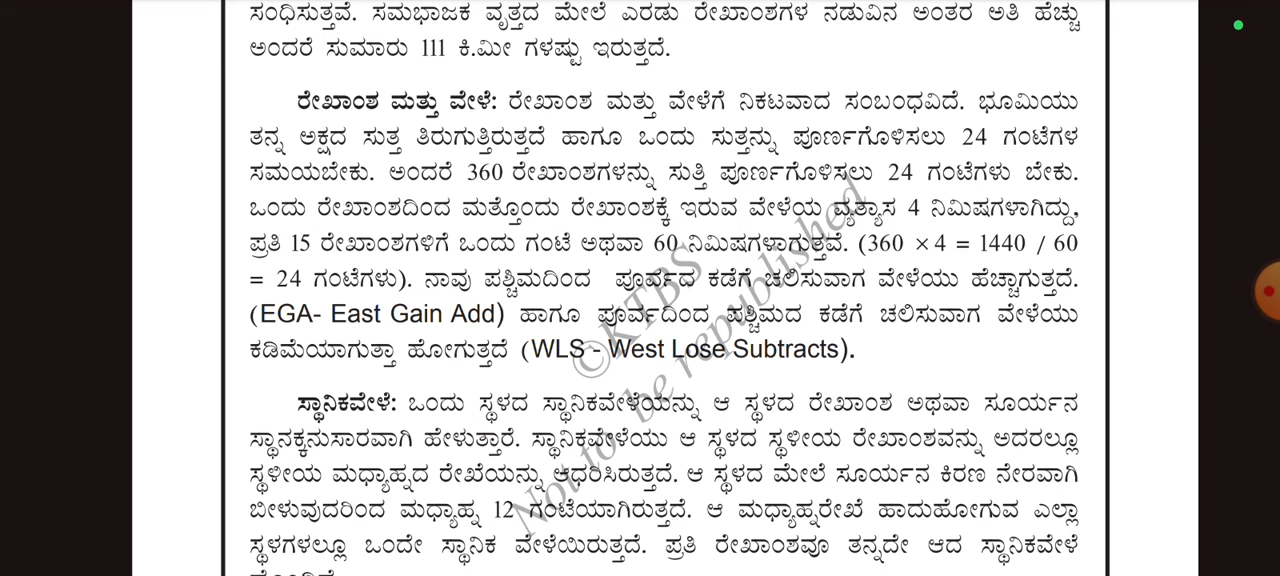 ಸಂಧಿಸುತ್ತವೆ. ಸಮಭಾಜಕ ವೃತ್ತದ ಮೇಲೆ ಎರಡು ರೇಖಾಂಶಗಳ ನಡುವಿನ ಅಂತರ ಅತಿ ಹೆಚ್ಚು
ಅಂದರೆ ಸುಮಾರು 111 ಕಿ.ಮೀ ಗಳಷ್ಟು ಇರುತ್ತದೆ.
ರೇಖಾಂಶ ಮತ್ತು ವೇಳೆ: ರೇಖಾಂಶ ಮತ್ತು ವೇಳೆಗೆ ನಿಕಟವಾದ ಸಂಬಂಧವಿದೆ. ಭೂಮಿಯು
ತನ್ನ ಅಕ್ಷದ ಸುತ್ತ ತಿರುಗುತ್ತಿರುತ್ತದೆ ಹಾಗೂ ಒಂದು ಸುತ್ತನ್ನು ಪೂರ್ಣಗೊಳಿಸಲು 24 ಗಂಟೆಗಳ
ಸಮಯಬೇಕು. ಅಂದರೆ 360 ರೇಖಾಂಶಗಳನ್ನು ಸುತ್ತಿ ಪೂರ್ಣಗೊಳಿಸಲು 24 ಗಂಟೆಗಳು ಬೇಕು.
ಒಂದು ರೇಖಾಂಶದಿಂದ ಮತ್ತೊಂದು ರೇಖಾಂಶಕ್ಕೆ ಇರುವ ವೇಳೆಯ ವ್ಯತ್ಯಾಸ 4 ನಿಮಿಷಗಳಾಗಿದ್ದು,
ಪ್ರತಿ 15 ರೇಖಾಂಶಗಳಿಗೆ ಒಂದು ಗಂಟೆ ಅಥವಾ 60 ನಿಮಿಷಗಳಾಗುತ್ತವೆ. (360 × 4 = 1440 / 60
= 24 ಗಂಟೆಗಳು). ನಾವು ಪಶ್ಚಿಮದಿಂದ ಪೂರ್ವದ ಕಡೆಗೆ ಚಲಿಸುವಾಗ ವೇಳೆಯು ಹೆಚ್ಚಾಗುತ್ತದೆ.
(EGA- East Gain Add) ಹಾಗೂ ಪೂರ್ವದಿಂದ ಪಶ್ಚಿಮದ ಕಡೆಗೆ ಚಲಿಸುವಾಗ ವೇಳೆಯು
ಕಡಿಮೆಯಾಗುತ್ತಾ ಹೋಗುತ್ತದೆ (WLS - West Lose Subtracts).
ಸ್ಥಾನಿಕವೇಳೆ: ಒಂದು ಸ್ಥಳದ ಸ್ಥಾನಿಕವೇಳೆಯನ್ನು ಆ ಸ್ಥಳದ ರೇಖಾಂಶ ಅಥವಾ ಸೂರ್ಯನ
ಸ್ಥಾನಕ್ಕನುಸಾರವಾಗಿ ಹೇಳುತ್ತಾರೆ. ಸ್ಥಾನಿಕವೇಳೆಯು ಆ ಸ್ಥಳದ ಸ್ಥಳೀಯ ರೇಖಾಂಶವನ್ನು ಅದರಲ್ಲೂ
ಸ್ಥಳೀಯ ಮಧ್ಯಾಹ್ನದ ರೇಖೆಯನ್ನು ಆಧರಿಸಿರುತ್ತದೆ. ಆ ಸ್ಥಳದ ಮೇಲೆ ಸೂರ್ಯನ ಕಿರಣ ನೇರವಾಗಿ
ಬೀಳುವುದರಿಂದ ಮಧ್ಯಾಹ್ನ 12 ಗಂಟೆಯಾಗಿರುತ್ತದೆ. ಆ ಮಧ್ಯಾಹ್ನರೇಖೆ ಹಾದುಹೋಗುವ ಎಲ್ಲಾ
ಸ್ಥಳಗಳಲ್ಲೂ ಒಂದೇ ಸ್ಥಾನಿಕ ವೇಳೆಯಿರುತ್ತದೆ. ಪ್ರತಿ ರೇಖಾಂಶವೂ ತನ್ನದೇ ಆದ ಸ್ಥಾನಿಕವೇಳೆ
©KTBS
Not to be republished